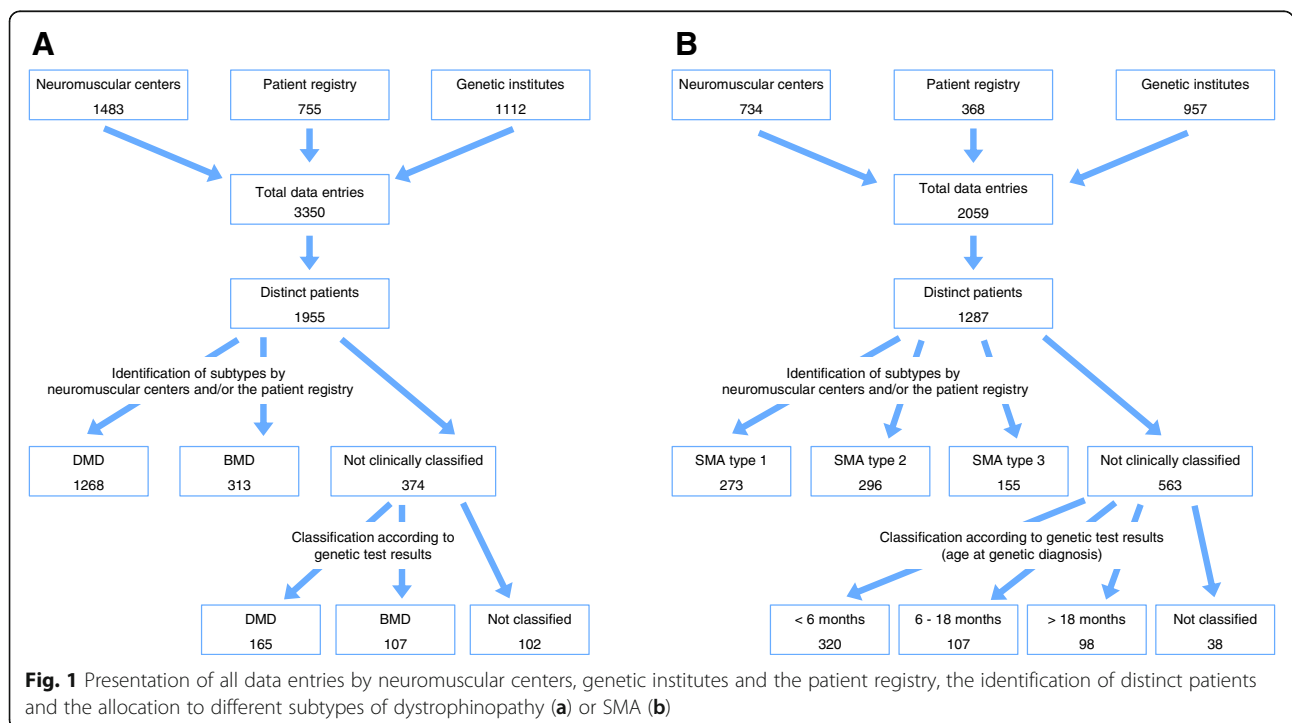 A
Neuromuscular centers
1483
Patient registry
755
Genetic institutes
1112
Total data entries
3350
Distinct patients
1955
Identification of subtypes by
neuromuscular centers and/or the patient registry
DMD
1268
BMD
313
Not clinically classified
374
Classification according to
genetic test results
DMD
165
BMD
107
Not classified
102
B
Neuromuscular centers
734
Patient registry
368
Genetic institutes
957
Total data entries
2059
Distinct patients
1287
Identification of subtypes by
neuromuscular centers and/or the patient registry
SMA type 1
273
SMA type 2
296
SMA type 3
155
Not clinically classified
563
Classification according to genetic test results
(age at genetic diagnosis)
< 6 months
320
6 - 18 months
107
> 18 months
98
Not classified
38
Fig. 1 Presentation of all data entries by neuromuscular centers, genetic institutes and the patient registry, the identification of distinct patients
and the allocation to different subtypes of dystrophinopathy (a) or SMA (b)